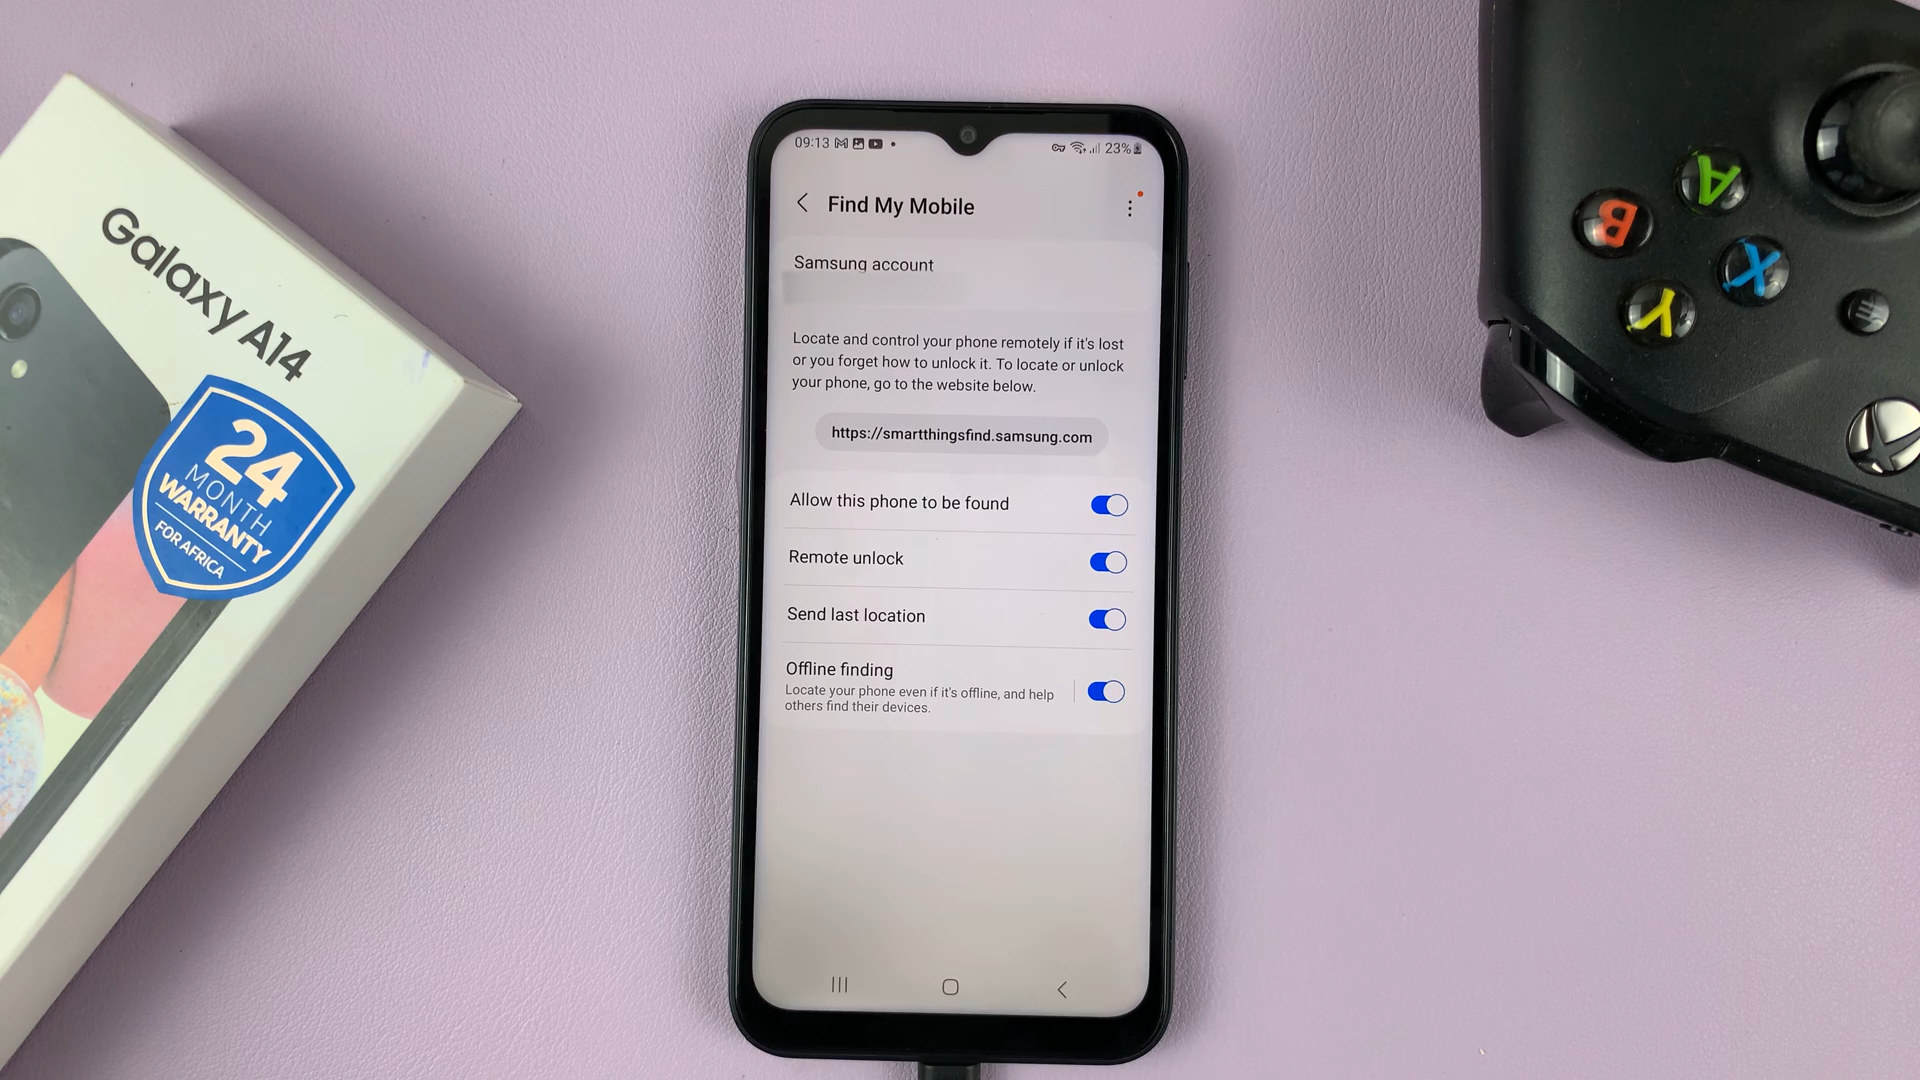 Galaxy A14
24
MONTH
WARRANTY
FOR AFRICA
09:13
23%
Find My Mobile
Samsung account
Locate and control your phone remotely if it's lost
or you forget how to unlock it. To locate or unlock
your phone, go to the website below.
https://smartthingsfind.samsung.com
Allow this phone to be found
Remote unlock
Send last location
Offline finding
Locate your phone even if it's offline, and help
others find their devices.
A
B
X
Y